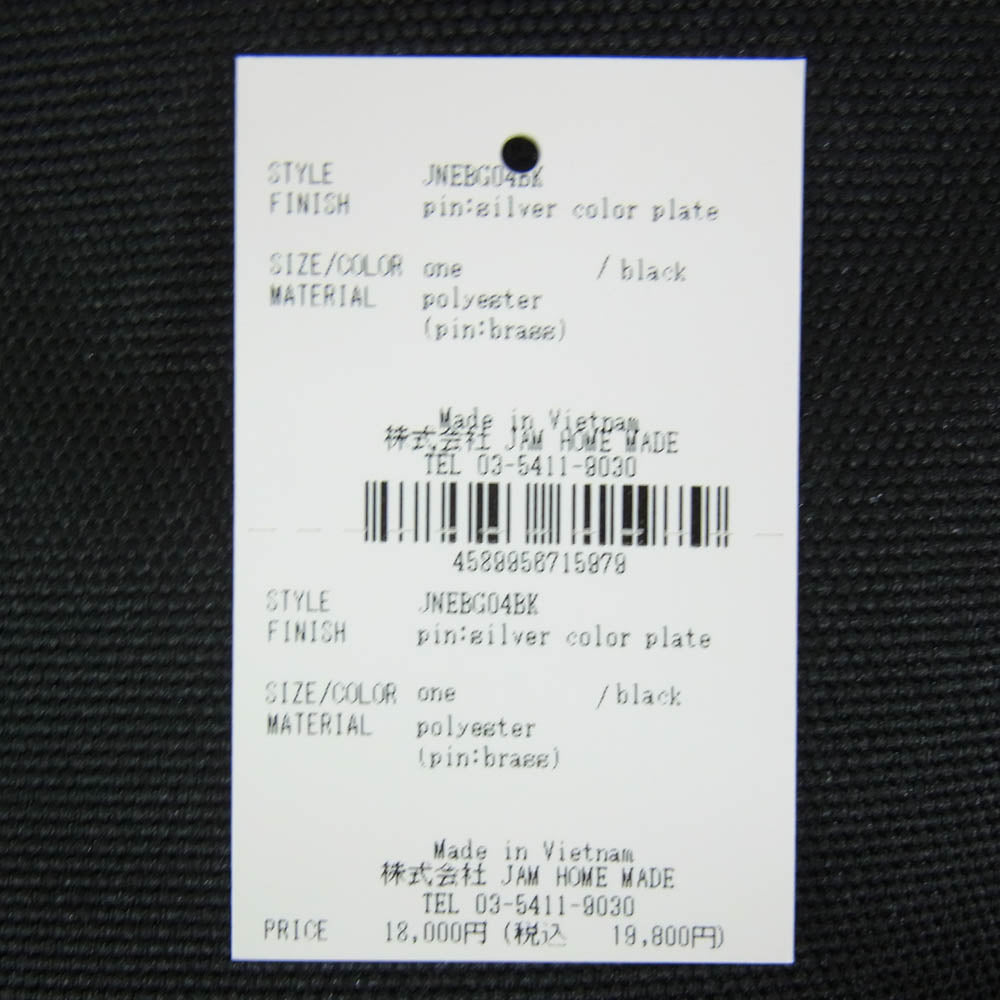 STYLE JNEBG04BK
FINISH pin:silver color plate
SIZE/COLOR one / black
MATERIAL polyester
(pin:brass)
Made in Vietnam
株式会社 JAM HOME MADE
TEL 03-5411-8030
4589956715979
STYLE JNEBG04BK
FINISH pin:silver color plate
SIZE/COLOR one / black
MATERIAL polyester
(pin:brass)
Made in Vietnam
株式会社 JAM HOME MADE
TEL 03-5411-8030
PRICE 18,000円 (税込 19,800円)